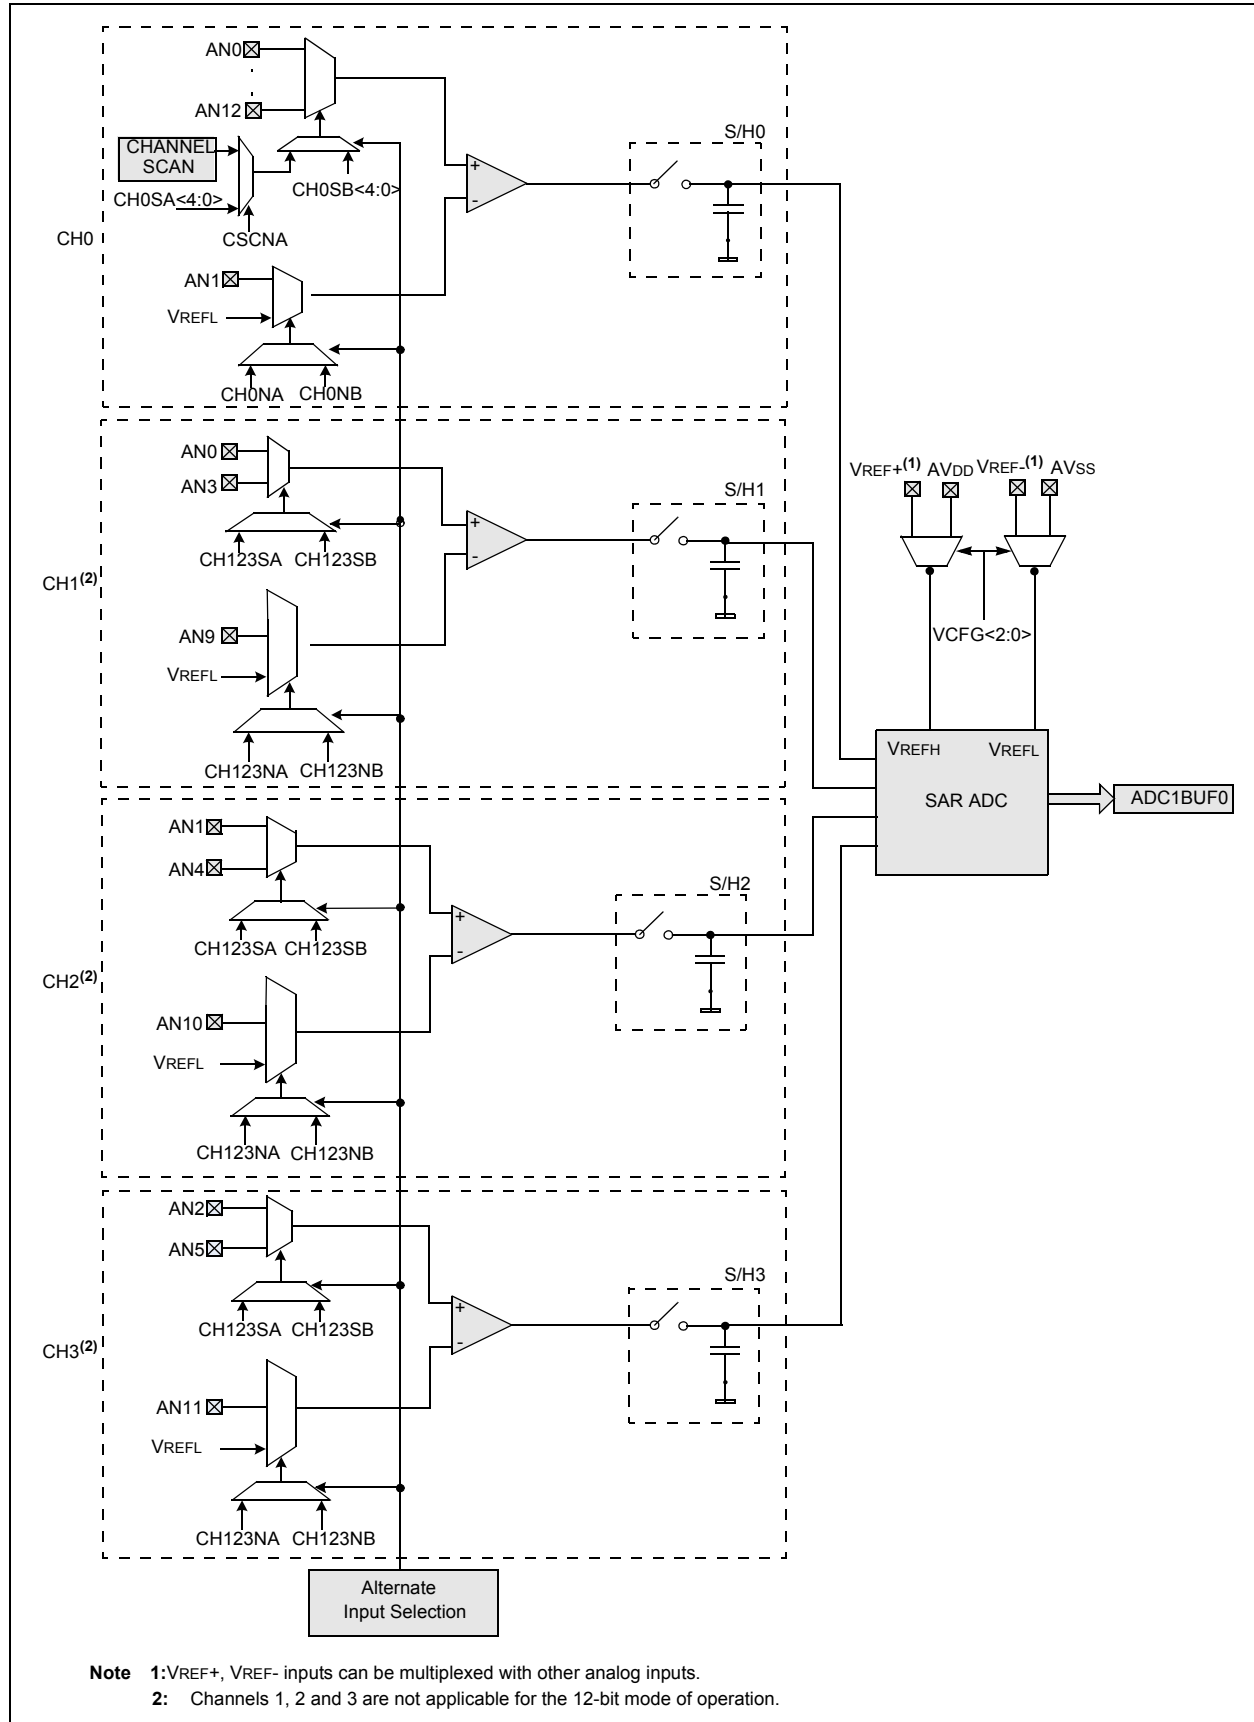 AN0
AN12
CHANNEL
SCAN
CH0SA<4:0>
CH0SB<4:0>
CSCNA
CH0
AN1
VREFL
CH0NA CH0NB
+
-
S/H0
AN0
AN3
CH123SA CH123SB
CH1(2)
AN9
VREFL
CH123NA CH123NB
+
-
S/H1
VREF+(1) AVDD VREF-(1) AVSS
VCFG<2:0>
VREFH VREFL
SAR ADC
ADC1BUF0
AN1
AN4
CH123SA CH123SB
CH2(2)
AN10
VREFL
CH123NA CH123NB
+
-
S/H2
AN2
AN5
CH123SA CH123SB
CH3(2)
AN11
VREFL
CH123NA CH123NB
+
-
S/H3
Alternate
Input Selection
Note 1:VREF+, VREF- inputs can be multiplexed with other analog inputs.
2: Channels 1, 2 and 3 are not applicable for the 12-bit mode of operation.